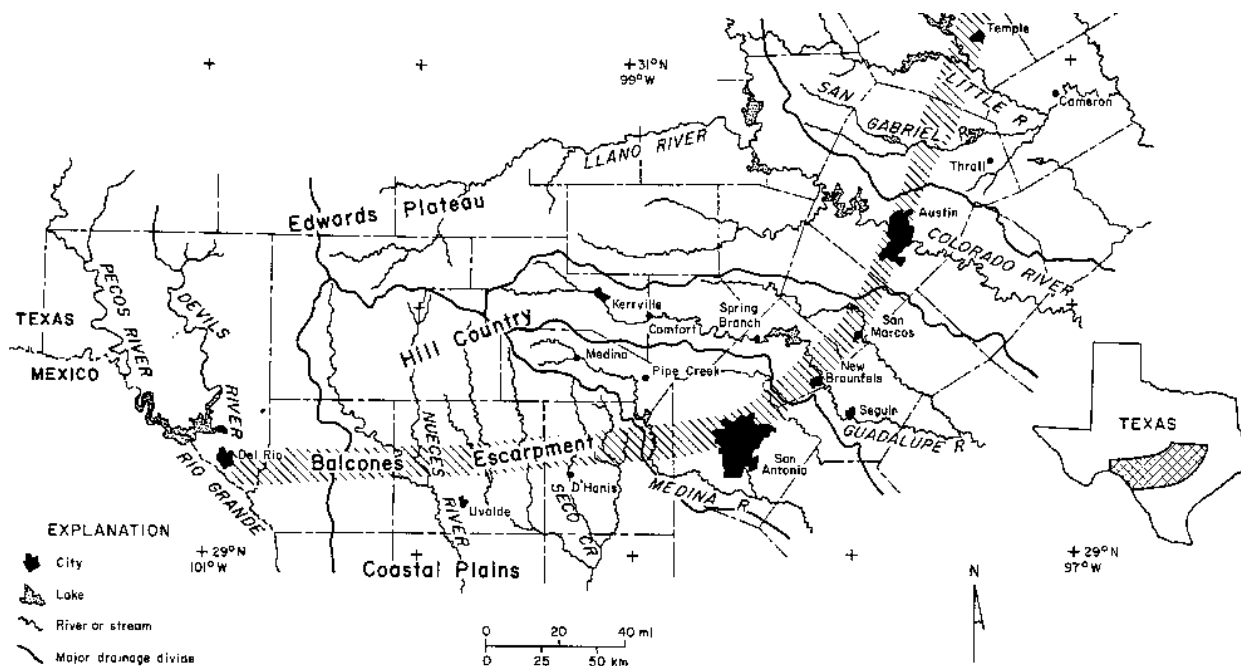 Temple
31°N
99°W
LITTLE R
Cameron
SAN
GABRIEL R
LLANO RIVER
Thrall
Edwards Plateau
Austin
COLORADO RIVER
PECOS RIVER
DEVILS
RIVER
Kerrville
Spring
Branch
San
Marcos
TEXAS
Hill Country
Comfort
MEXICO
Medina
Pipe Creek
New
Braunfels
TEXAS
Seguin
NUECES
RIVER
GUADALUPE R
Del Rio
Balcones Escarpment
San
Antonio
RIO GRANDE
D'Hanis
SECO CR
MEDINA R
Uvalde
EXPLANATION
29°N
101°W
29°N
97°W
City
Coastal Plains
N
Lake
River or stream
0 20 40 mi
0 25 50 km
Major drainage divide